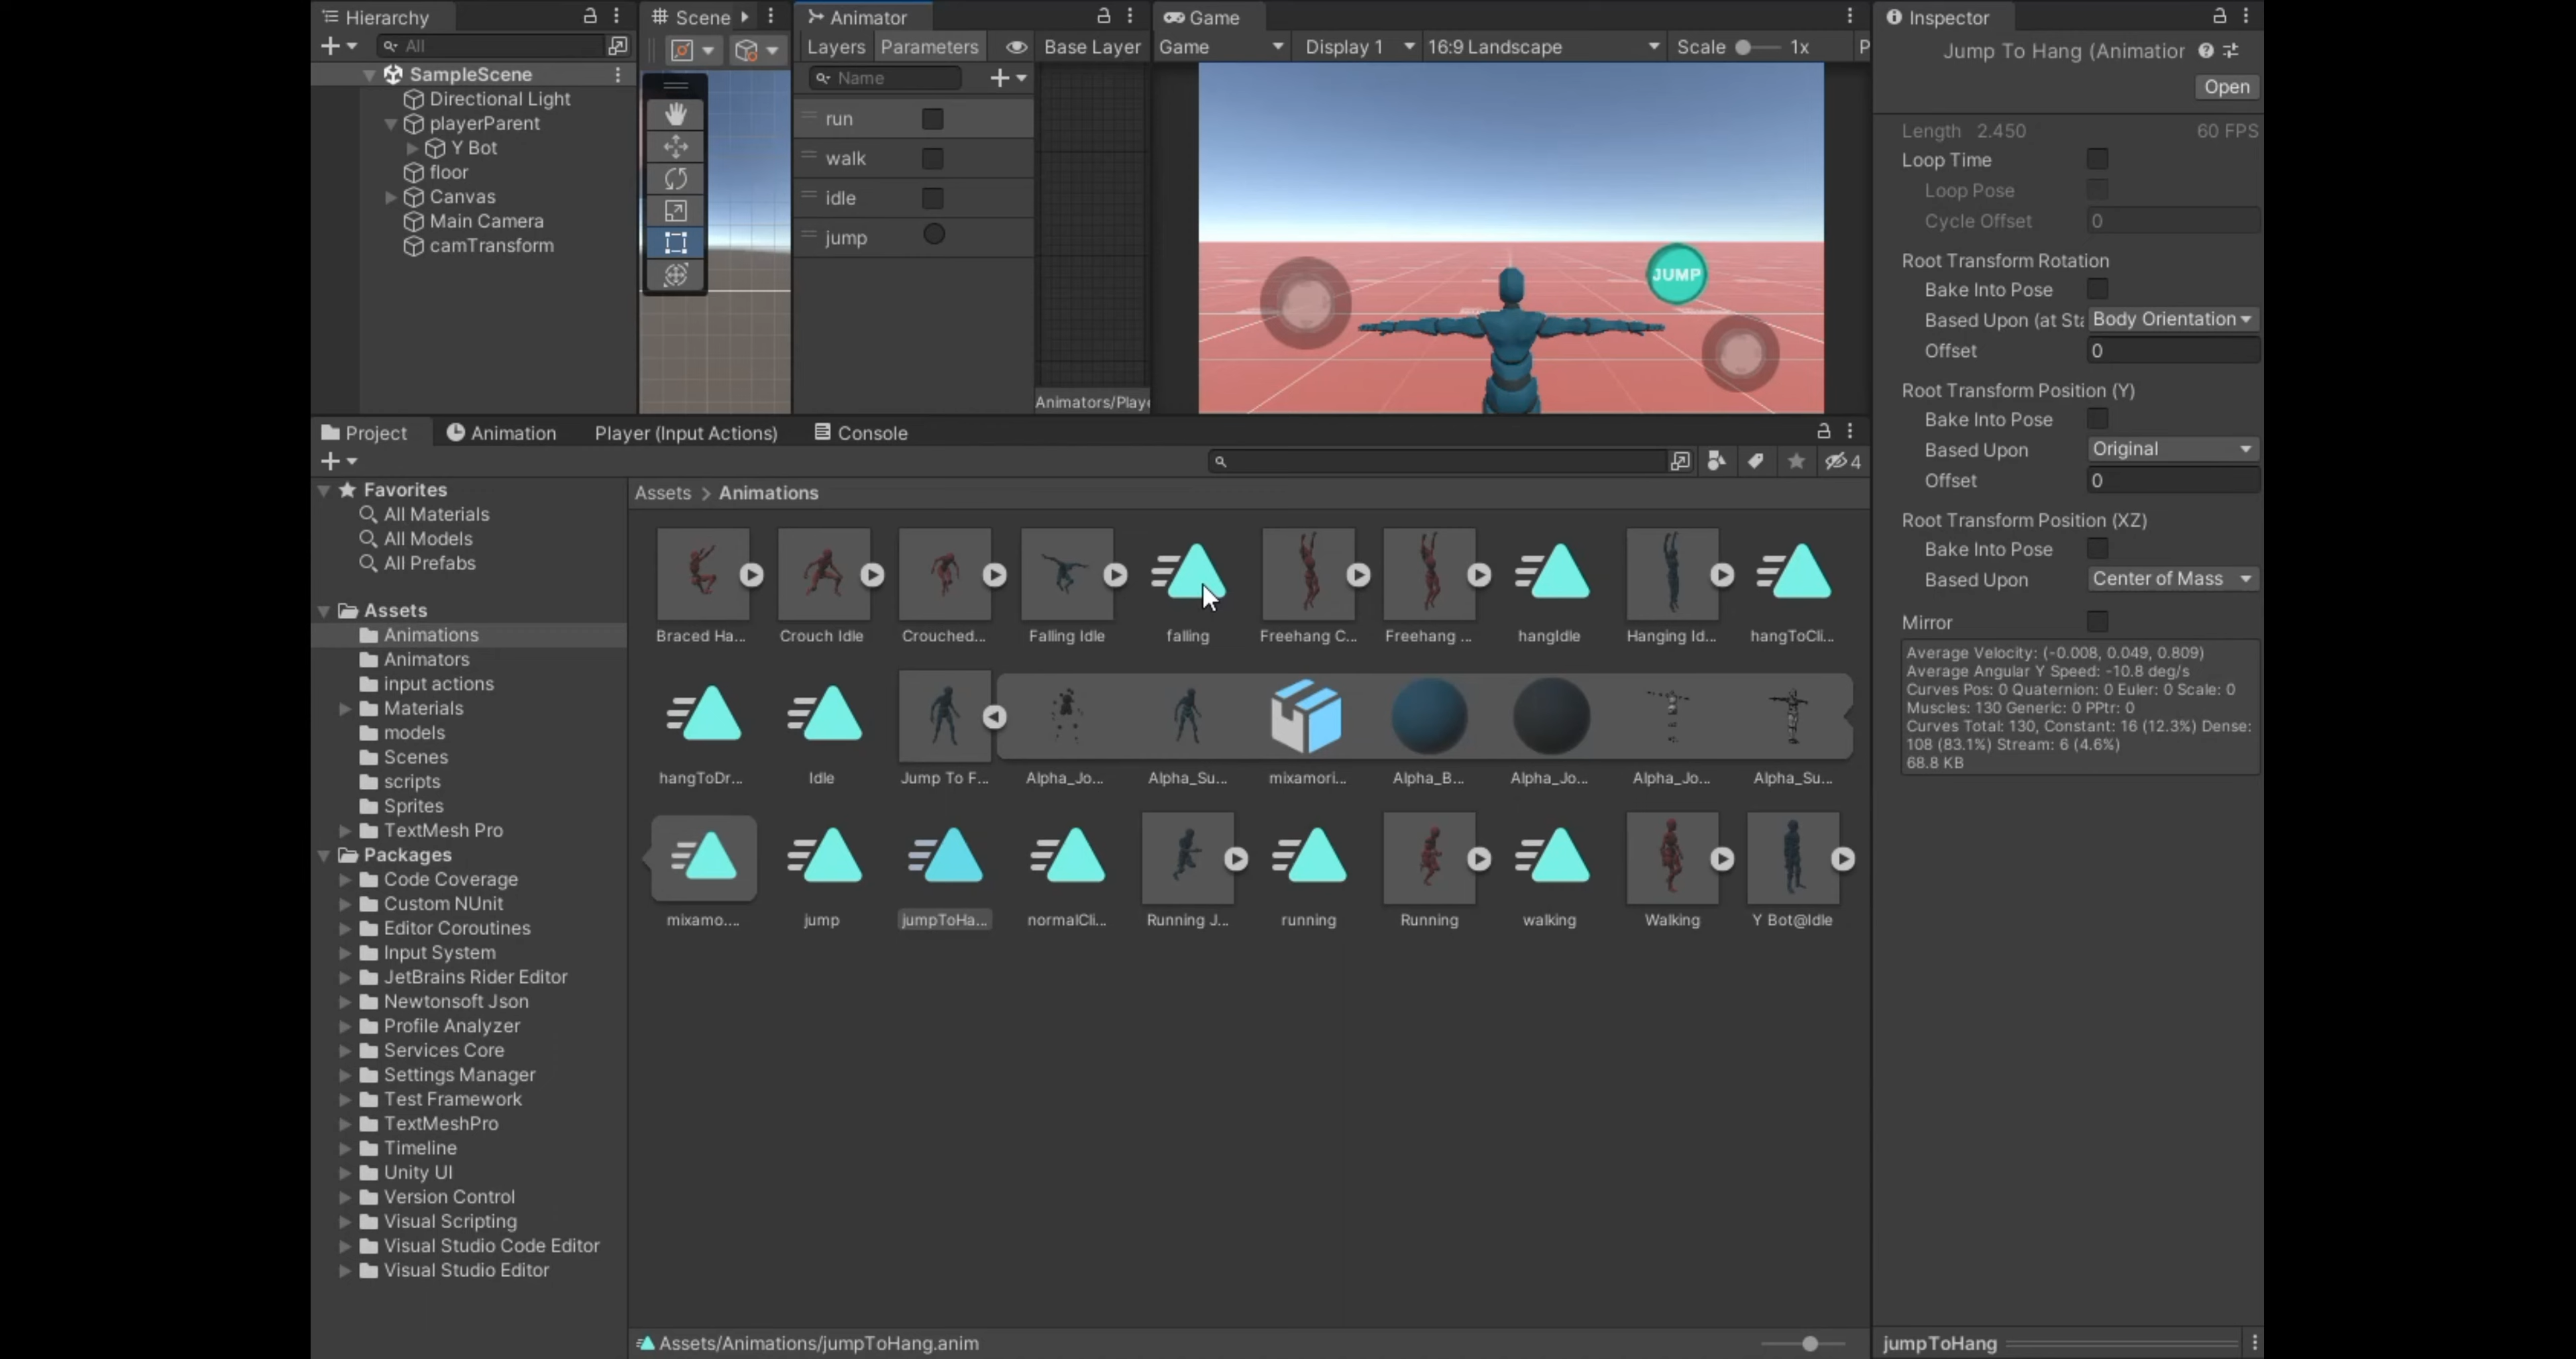 Hierarchy
All
SampleScene
Directional Light
playerParent
Y Bot
floor
Canvas
Main Camera
camTransform
Scene
Animator
Layers
Parameters
Base Layer
Name
run
walk
idle
jump
Animators/Playe
Game
Game
Display 1
16:9 Landscape
Scale
1x
P
JUMP
Inspector
Jump To Hang (Animation
Open
Length 2.450
60 FPS
Loop Time
Loop Pose
Cycle Offset
0
Root Transform Rotation
Bake Into Pose
Based Upon (at Sta
Body Orientation
Offset
0
Root Transform Position (Y)
Bake Into Pose
Based Upon
Original
Offset
0
Root Transform Position (XZ)
Bake Into Pose
Based Upon
Center of Mass
Mirror
Average Velocity: (-0.008, 0.049, 0.809)
Average Angular Y Speed: -10.8 deg/s
Curves Pos: 0 Quaternion: 0 Euler: 0 Scale: 0
Muscles: 130 Generic: 0 PPtr: 0
Curves Total: 130, Constant: 16 (12.3%) Dense:
108 (83.1%) Stream: 6 (4.6%)
68.8 KB
jumpToHang
Project
Animation
Player (Input Actions)
Console
4
Favorites
All Materials
All Models
All Prefabs
Assets
Animations
Animators
input actions
Materials
models
Scenes
scripts
Sprites
TextMesh Pro
Packages
Code Coverage
Custom NUnit
Editor Coroutines
Input System
JetBrains Rider Editor
Newtonsoft Json
Profile Analyzer
Services Core
Settings Manager
Test Framework
TextMeshPro
Timeline
Unity UI
Version Control
Visual Scripting
Visual Studio Code Editor
Visual Studio Editor
Assets > Animations
Braced Ha...
Crouch Idle
Crouched...
Falling Idle
falling
Freehang C...
Freehang ...
hangIdle
Hanging Id...
hangToCli...
hangToDr...
Idle
Jump To F...
Alpha_Jo...
Alpha_Su...
mixamori...
Alpha_B...
Alpha_Jo...
Alpha_Jo...
Alpha_Su...
mixamo....
jump
jumpToHa...
normalCli...
Running J...
running
Running
walking
Walking
Y Bot@Idle
Assets/Animations/jumpToHang.anim